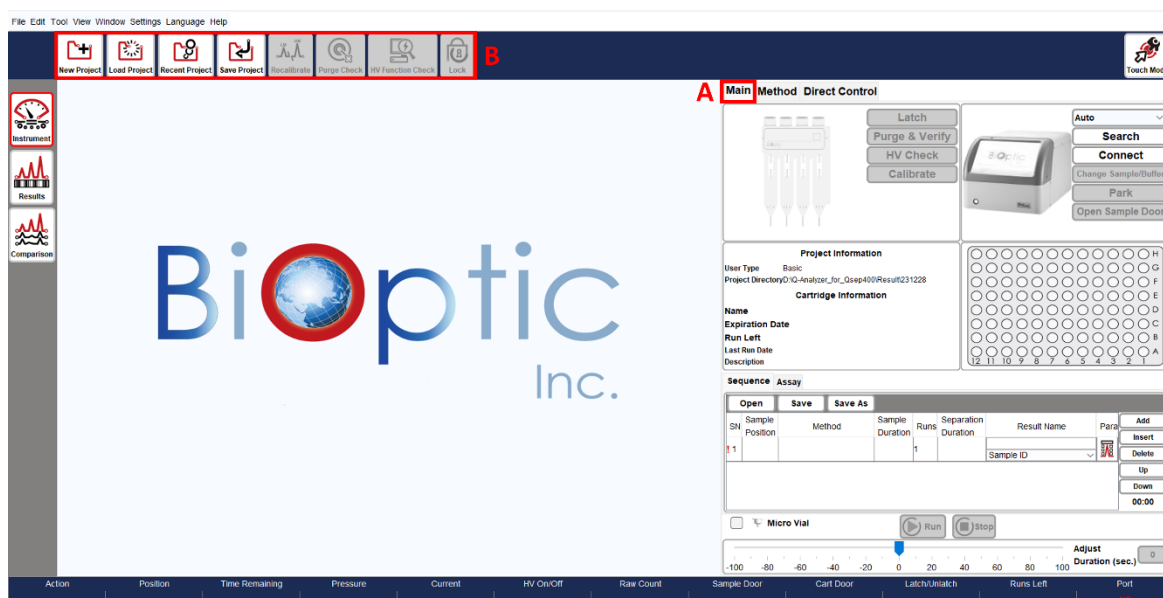 File Edit Tool View Window Settings Language Help
New Project Load Project Recent Project Save Project Recalibrate Purge Check HV Function Check Lock
B
Touch Mod
A
Main Method Direct Control
Instrument
Results
Comparison
BiOptic
Inc.
Latch
Purge & Verify
HV Check
Calibrate
BiOptic
Auto
Search
Connect
Change Sample/Buffer
Park
Open Sample Door
Project Information
User Type Basic
Project Directory D:\Q-Analyzer_for_Qsep400\Result\231228
Cartridge Information
Name
Expiration Date
Run Left
Last Run Date
Description
H
G
F
E
D
C
B
A
12 11 10 9 8 7 6 5 4 3 2 1
Sequence Assay
Open Save Save As
SN Sample Position Method Sample Duration Runs Separation Duration Result Name Para
! 1 1 Sample ID
Add
Insert
Delete
Up
Down
00:00
Micro Vial
Run Stop
-100 -80 -60 -40 -20 0 20 40 60 80 100
Adjust
Duration (sec.) 0
Action Position Time Remaining Pressure Current HV On/Off Raw Count Sample Door Cart Door Latch/Unlatch Runs Left Port